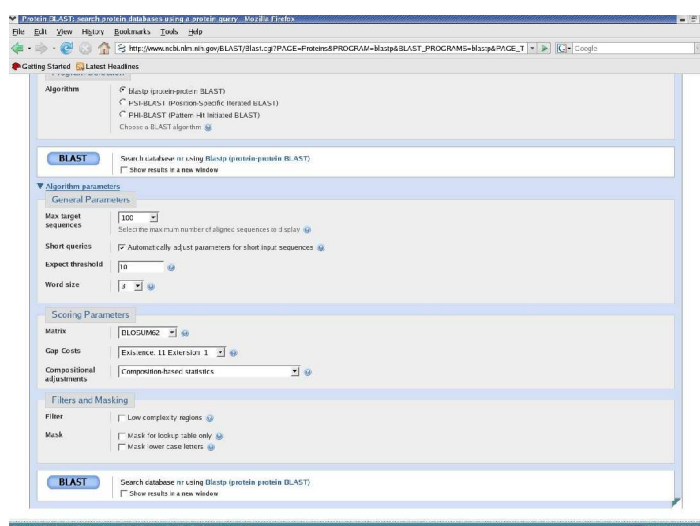 Protein BLAST: search protein databases using a protein query - Mozilla Firefox
File Edit View History Bookmarks Tools Help
http://www.ncbi.nlm.nih.gov/BLAST/Blast.cgi?PAGE=Proteins&PROGRAM=blastp&BLAST_PROGRAMS=blastp&PAGE_T
Google
Getting Started Latest Headlines
Algorithm
blastp (protein-protein BLAST)
PSI-BLAST (Position-Specific Iterated BLAST)
PHI-BLAST (Pattern Hit Initiated BLAST)
Choose a BLAST algorithm
BLAST
Search database nr using Blastp (protein-protein BLAST)
Show results in a new window
Algorithm parameters
General Parameters
Max target sequences
100
Select the maximum number of aligned sequences to display
Short queries
Automatically adjust parameters for short input sequences
Expect threshold
10
Word size
3
Scoring Parameters
Matrix
BLOSUM62
Gap Costs
Existence: 11 Extension: 1
Compositional adjustments
Composition-based statistics
Filters and Masking
Filter
Low complexity regions
Mask
Mask for lookup table only
Mask lower case letters
BLAST
Search database nr using Blastp (protein-protein BLAST)
Show results in a new window